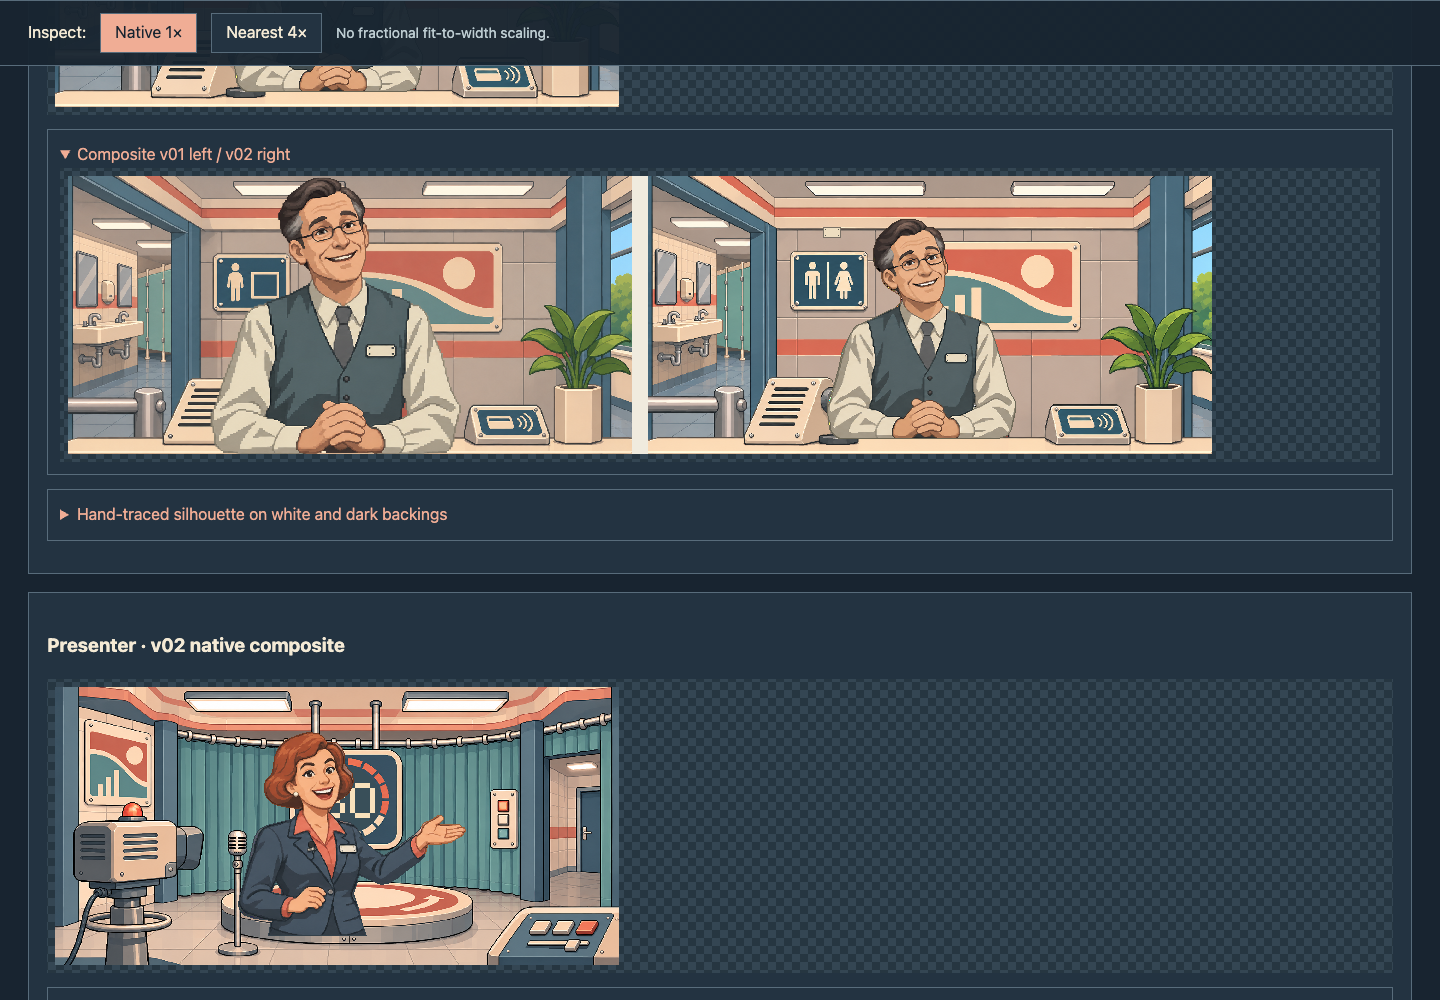 Inspect: Native 1× Nearest 4× No fractional fit-to-width scaling.
▼ Composite v01 left / v02 right
▶ Hand-traced silhouette on white and dark backings
Presenter · v02 native composite